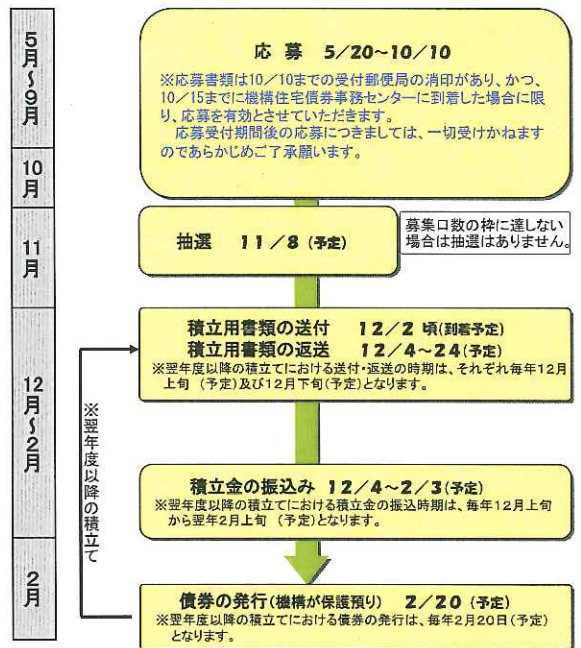 5月～9月
応 募 5/20～10/10
※応募書類は10/10までの受付郵便局の消印があり、かつ、
10/15までに機構住宅債券事務センターに到着した場合に限
り、応募を有効とさせていただきます。
応募受付期間後の応募につきましては、一切受けかねます
のであらかじめご了承願います。
10月
11月
抽選 11/8 (予定)
募集口数の枠に達しない
場合は抽選はありません。
12月～2月
積立用書類の送付 12/2 頃(到着予定)
積立用書類の返送 12/4～24(予定)
※翌年度以降の積立てにおける送付・返送の時期は、それぞれ毎年12月
上旬 (予定)及び12月下旬(予定)となります。
※翌年度以降の積立て
積立金の振込み 12/4～2/3(予定)
※翌年度以降の積立てにおける積立金の振込時期は、毎年12月上旬
から翌年2月上旬 (予定)となります。
2月
債券の発行(機構が保護預り) 2/20 (予定)
※翌年度以降の積立てにおける債券の発行は、毎年2月20日(予定)
となります。